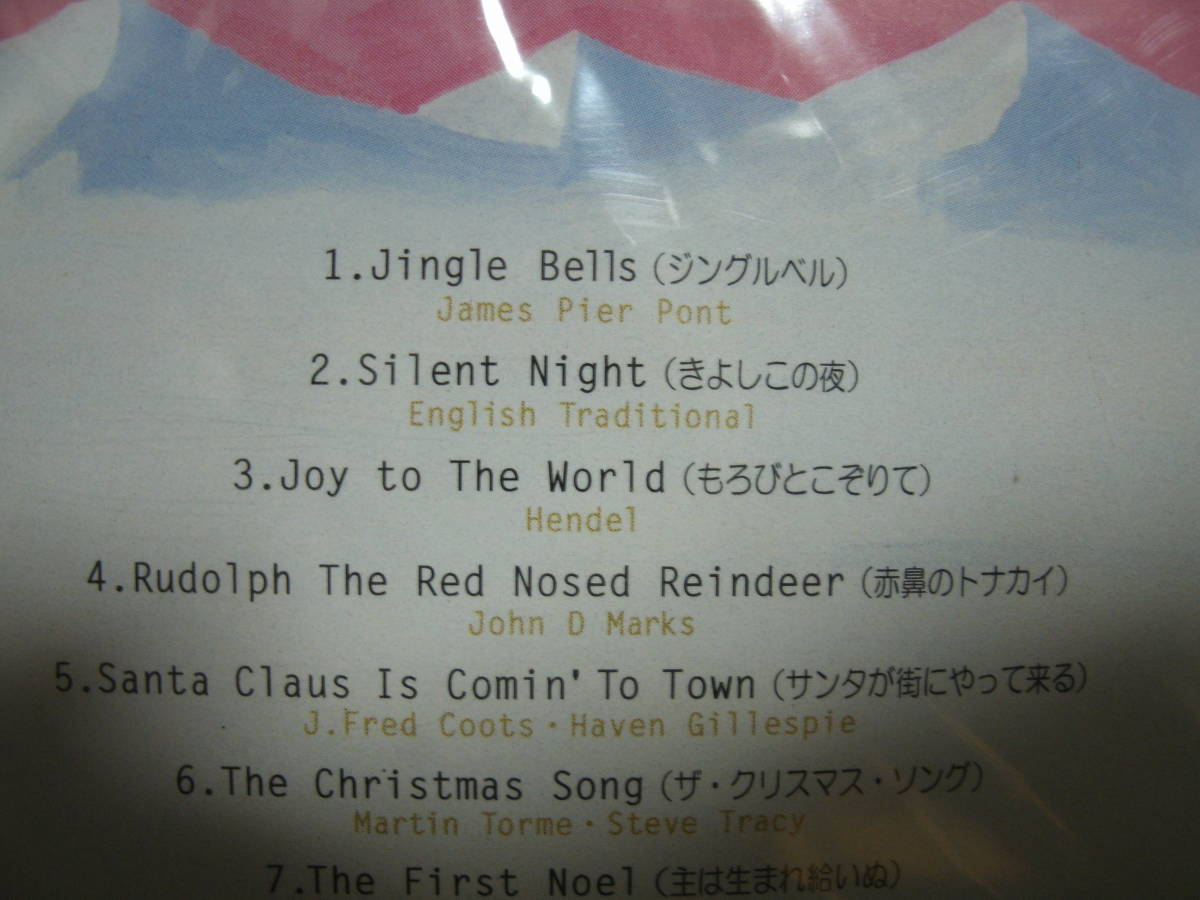 1.Jingle Bells（ジングルベル）
James Pier Pont
2.Silent Night（きよしこの夜）
English Traditional
3.Joy to The World（もろびとこぞりて）
Hendel
4.Rudolph The Red Nosed Reindeer（赤鼻のトナカイ）
John D Marks
5.Santa Claus Is Comin' To Town（サンタが街にやって来る）
J.Fred Coots・Haven Gillespie
6.The Christmas Song（ザ・クリスマス・ソング）
Martin Torme・Steve Tracy
7.The First Noel（主は生まれ給いぬ）